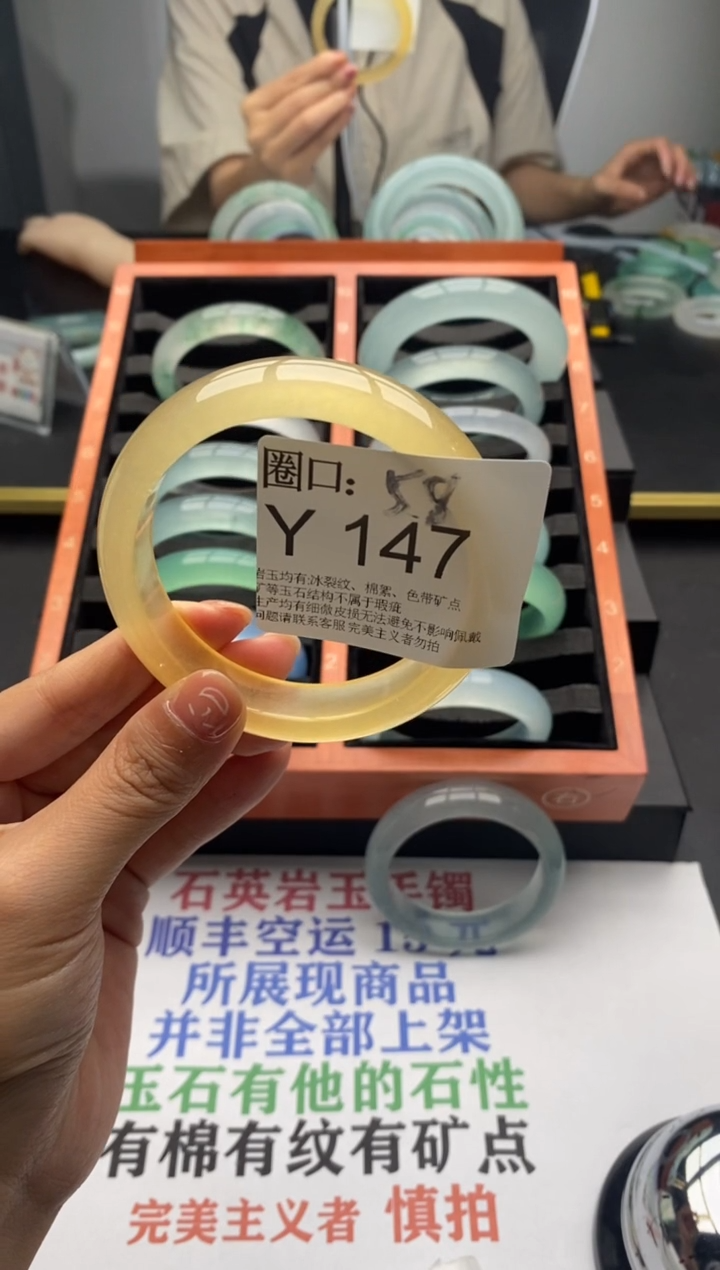 圈口: 58
Y 147
岩玉均有冰裂纹、棉絮、色带矿点
矿等玉石结构不属于瑕疵
生产均有细微皮损无法避免不影响佩戴
问题请联系客服完美主义者勿拍
石英岩玉手镯
顺丰空运 15元
所展现商品
并非全部上架
玉石有他的石性
有棉有纹有矿点
完美主义者 慎拍